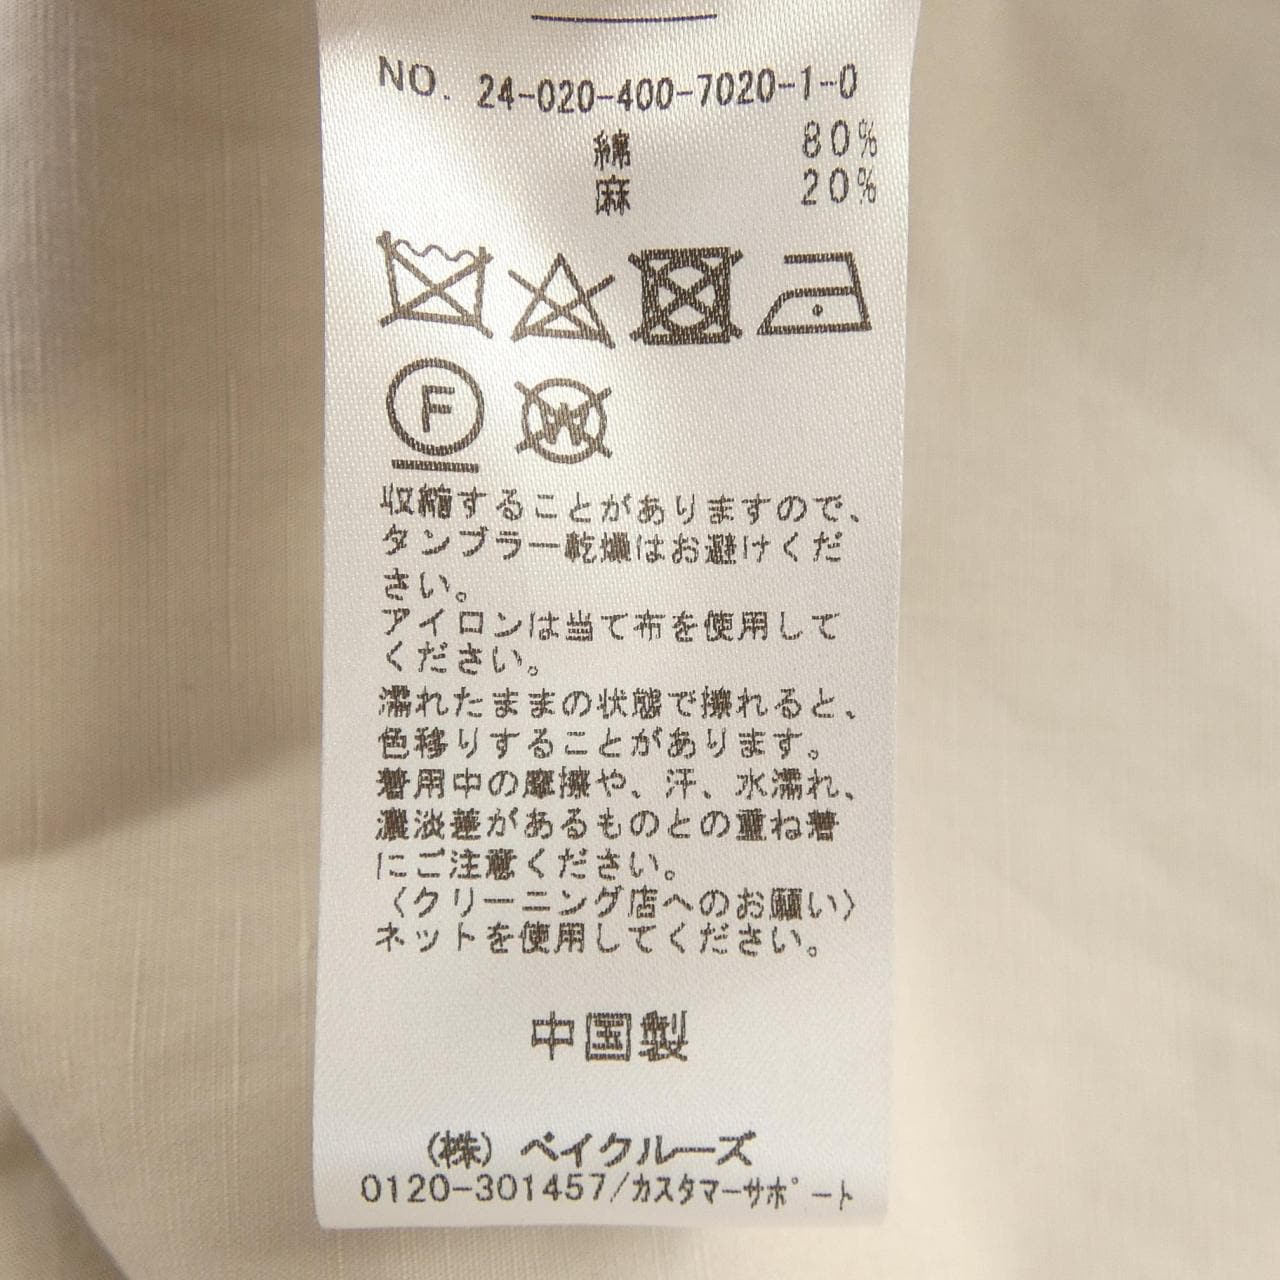 NO. 24-020-400-7020-1-0
綿 80%
麻 20%
F
W
収縮することがありますので、
タンブラー乾燥はお避けくだ
さい。
アイロンは当て布を使用して
ください。
濡れたままの状態で擦れると、
色移りすることがあります。
着用中の摩擦や、汗、水濡れ、
濃淡差があるものとの重ね着
にご注意ください。
〈クリーニング店へのお願い〉
ネットを使用してください。
中国製
(株) ベイクルーズ
0120-301457/カスタマーサポート